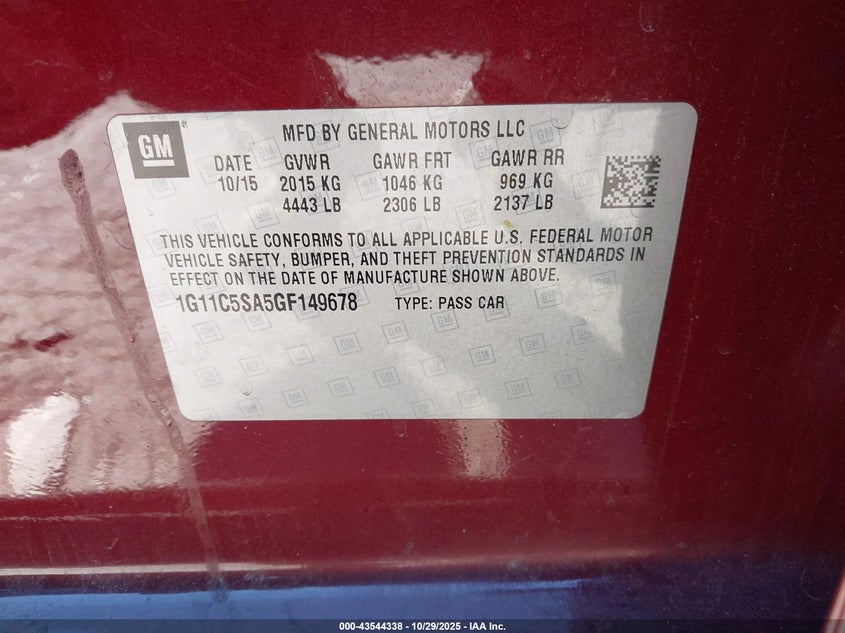 GM®
MFD BY GENERAL MOTORS LLC
DATE GVWR GAWR FRT GAWR RR
10/15 2015 KG 1046 KG 969 KG
4443 LB 2306 LB 2137 LB
THIS VEHICLE CONFORMS TO ALL APPLICABLE U.S. FEDERAL MOTOR
VEHICLE SAFETY, BUMPER, AND THEFT PREVENTION STANDARDS IN
EFFECT ON THE DATE OF MANUFACTURE SHOWN ABOVE.
1G11C5SA5GF149678 TYPE: PASS CAR
000-43544338 | 10/29/2025 - IAA Inc.